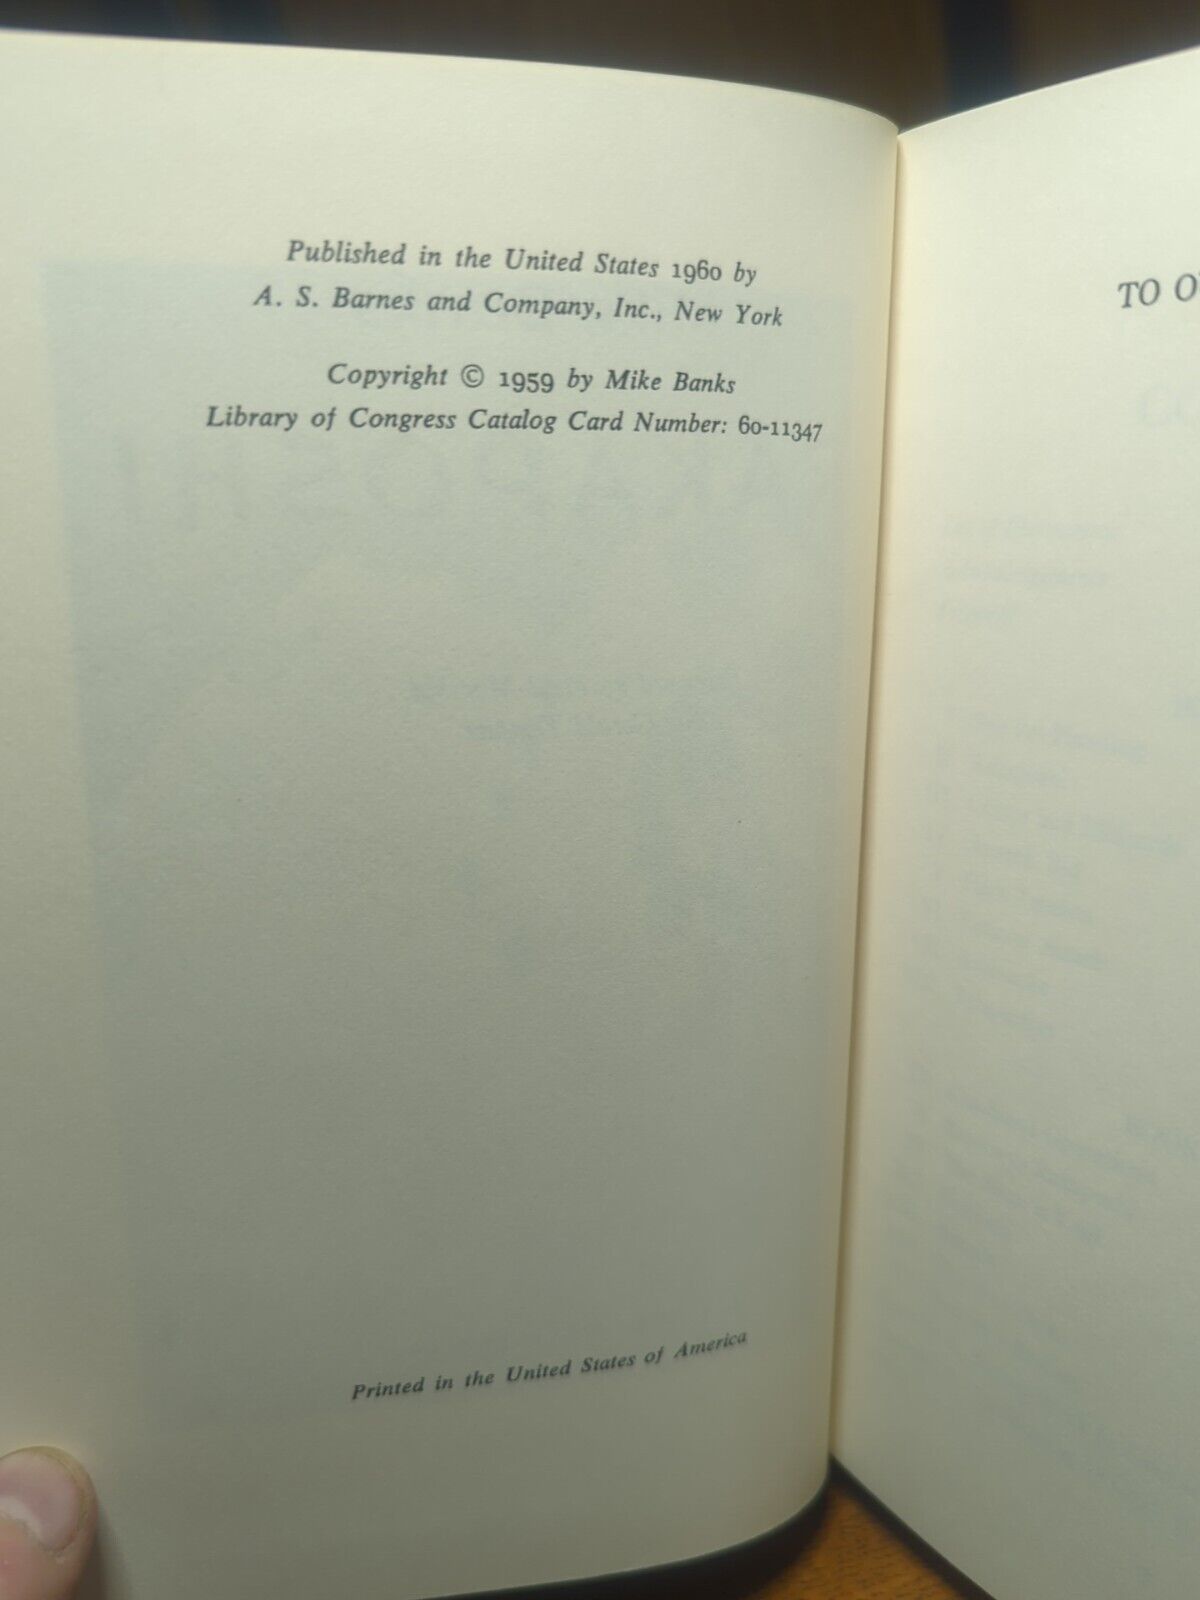 Published in the United States 1960 by
A. S. Barnes and Company, Inc., New York
Copyright © 1959 by Mike Banks
Library of Congress Catalog Card Number: 60-11347
Printed in the United States of America
TO